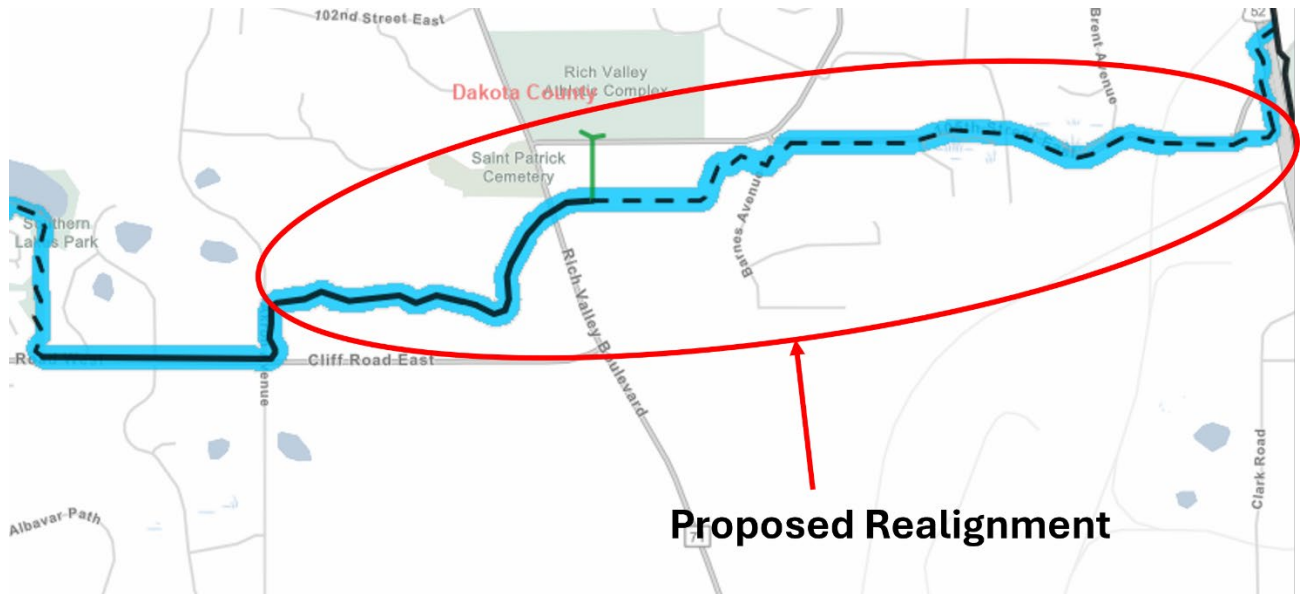 102nd Street East
Brent Avenue
52
Rich Valley
Athletic Complex
Dakota County
Saint Patrick
Cemetery
Southern
Lakes Park
Barnes Avenue
Rich Valley Boulevard
Cliff Road East
Clark Road
Albavar Path
71
Proposed Realignment